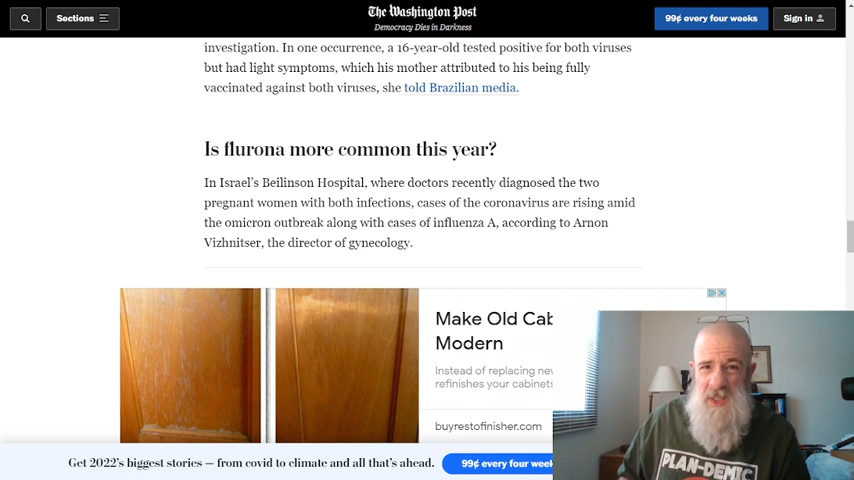 Sections
The Washington Post
Democracy Dies in Darkness
99¢ every four weeks
Sign in
investigation. In one occurrence, a 16-year-old tested positive for both viruses
but had light symptoms, which his mother attributed to his being fully
vaccinated against both viruses, she told Brazilian media.
Is flurona more common this year?
In Israel's Beilinson Hospital, where doctors recently diagnosed the two
pregnant women with both infections, cases of the coronavirus are rising amid
the omicron outbreak along with cases of influenza A, according to Arnon
Vizhnitser, the director of gynecology.
Make Old Cab
Modern
Instead of replacing new
refinishes your cabinets
buyrestofinisher.com
Get 2022's biggest stories — from covid to climate and all that's ahead.
99¢ every four week
PLAN-DEMIC